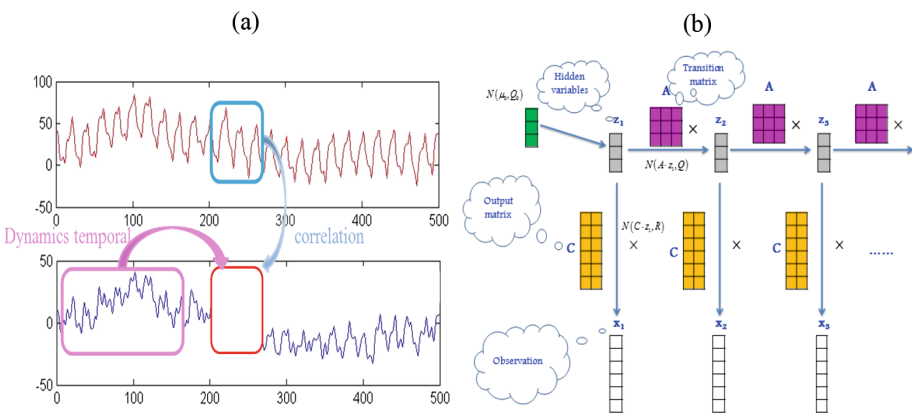 (a)
(b)
100
50
0
-50
0
100
200
300
400
500
Dynamics temporal
correlation
50
0
-50
0
100
200
300
400
500
Hidden
variables
Transition
matrix
N(μ₀,Q₀)
A
A
A
z₁
×
z₂
×
z₃
×
N(A·z₁,Q)
Output
matrix
N(C·z₁,R)
C
×
C
×
C
×
......
x₁
x₂
x₃
Observation